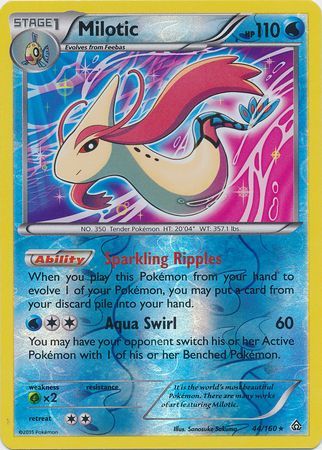 STAGE1 Milotic HP110
Evolves from Feebas
NO. 350 Tender Pokémon HT: 20'04" WT: 357.1 lbs.
Ability Sparkling Ripples
When you play this Pokémon from your hand to
evolve 1 of your Pokémon, you may put a card from
your discard pile into your hand.
Aqua Swirl 60
You may have your opponent switch his or her Active
Pokémon with 1 of his or her Benched Pokémon.
weakness resistance
×2
retreat
It is the world's most beautiful
Pokémon. There are many works
of art featuring Milotic.
©2015 Pokémon Illus. Sanosuke Sakuma 44/160 ★